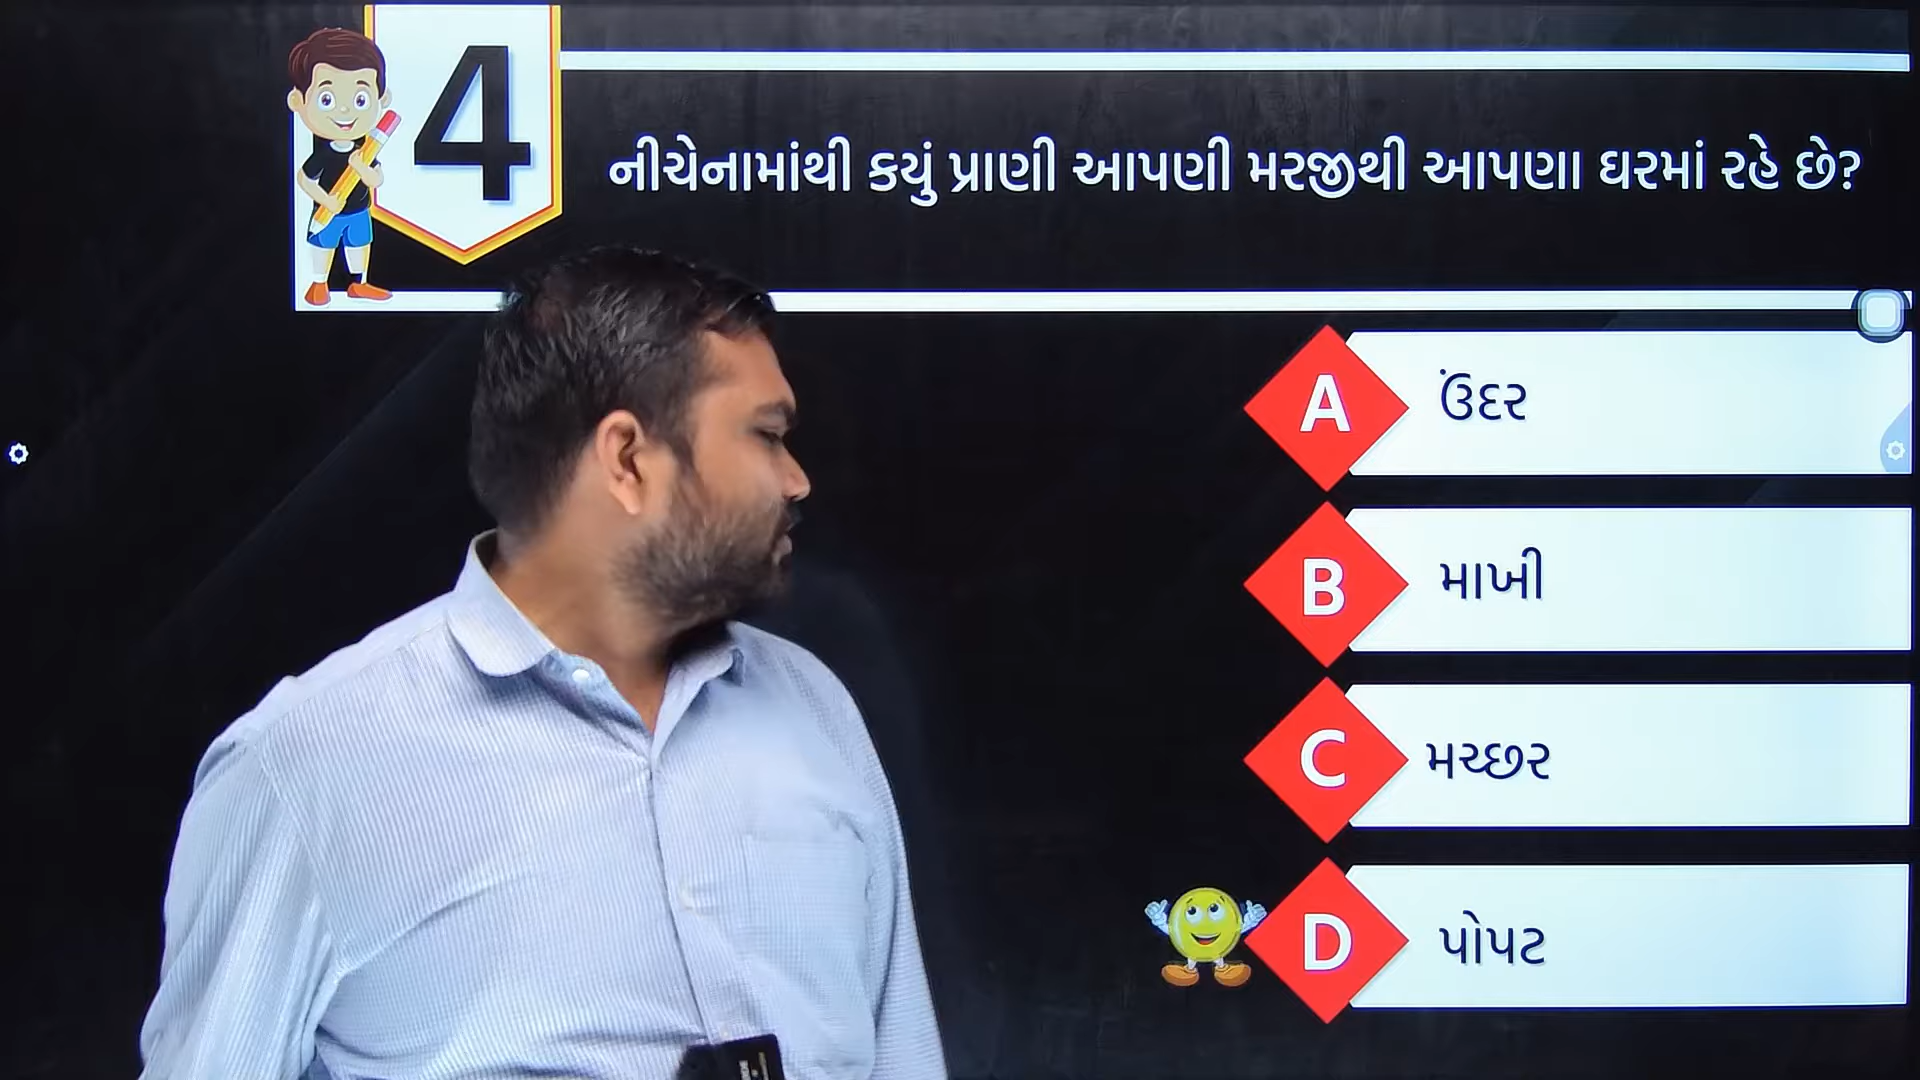 4
નીચેનામાંથી કયું પ્રાણી આપણી મરજીથી આપણા ઘરમાં રહે છે?
A ઉંદર
B માખી
C મચ્છર
D પોપટ